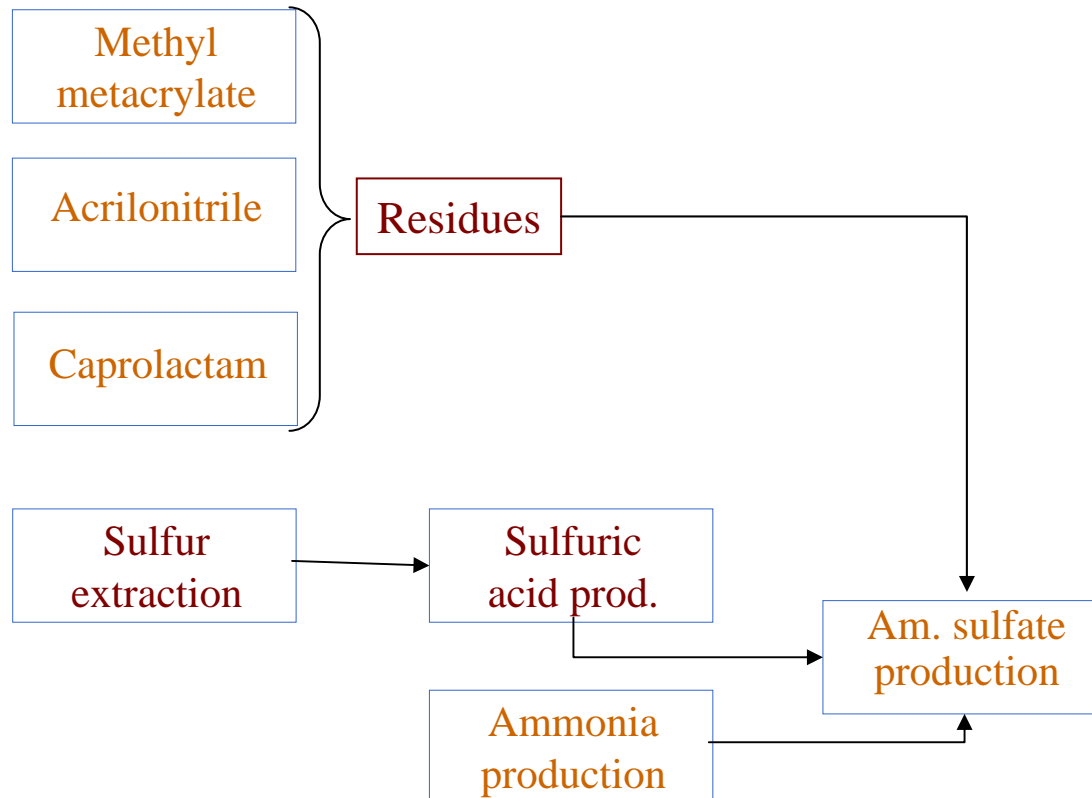 Methyl
metacrylate
Acrilonitrile
Residues
Caprolactam
Sulfur
extraction
Sulfuric
acid prod.
Am. sulfate
production
Ammonia
production